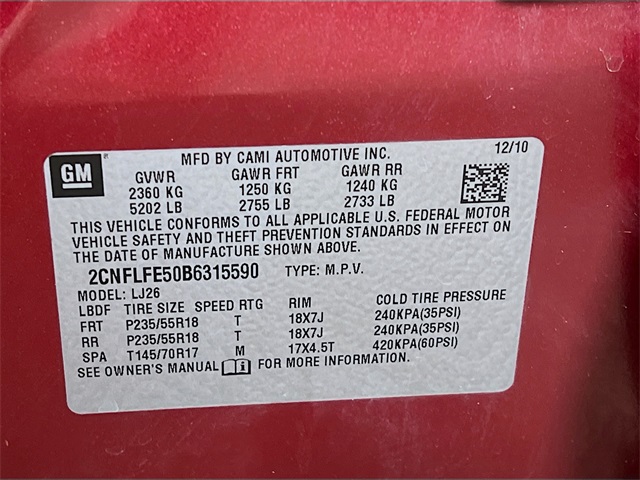 GM
MFD BY CAMI AUTOMOTIVE INC. 12/10
GVWR GAWR FRT GAWR RR
2360 KG 1250 KG 1240 KG
5202 LB 2755 LB 2733 LB
THIS VEHICLE CONFORMS TO ALL APPLICABLE U.S. FEDERAL MOTOR
VEHICLE SAFETY AND THEFT PREVENTION STANDARDS IN EFFECT ON
THE DATE OF MANUFACTURE SHOWN ABOVE.
2CNFLFE50B6315590 TYPE: M.P.V.
MODEL: LJ26
LBDF TIRE SIZE SPEED RTG RIM COLD TIRE PRESSURE
FRT P235/55R18 T 18X7J 240KPA(35PSI)
RR P235/55R18 T 18X7J 240KPA(35PSI)
SPA T145/70R17 M 17X4.5T 420KPA(60PSI)
SEE OWNER'S MANUAL FOR MORE INFORMATION.